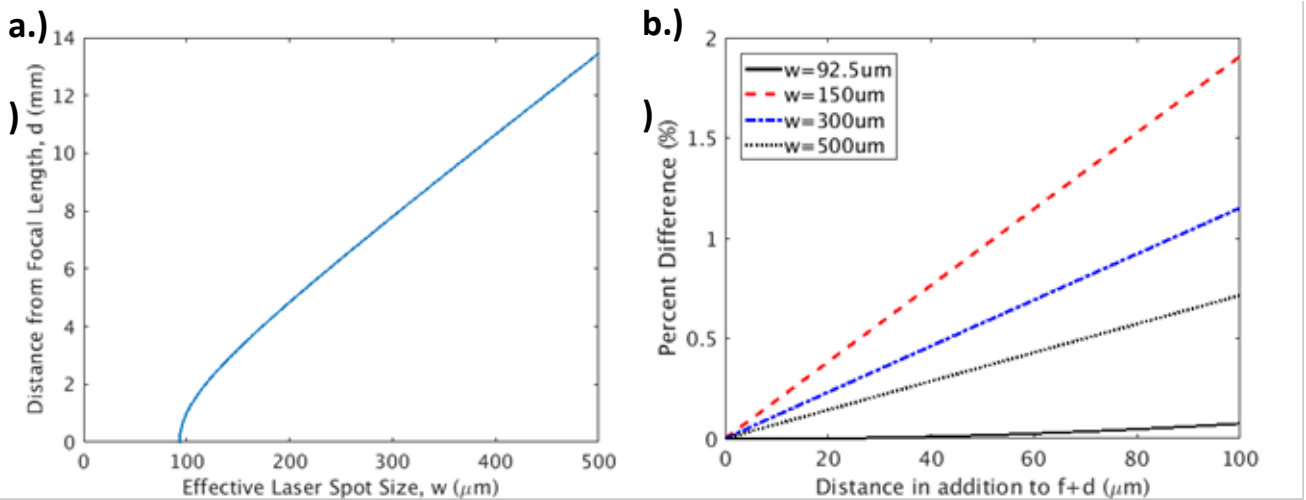 a.)
)
14
12
10
8
6
4
2
0
Distance from Focal Length, d (mm)
0 100 200 300 400 500
Effective Laser Spot Size, w (μm)
b.)
)
2
1.5
1
0.5
0
Percent Difference (%)
w=92.5um
w=150um
w=300um
w=500um
0 20 40 60 80 100
Distance in addition to f+d (μm)